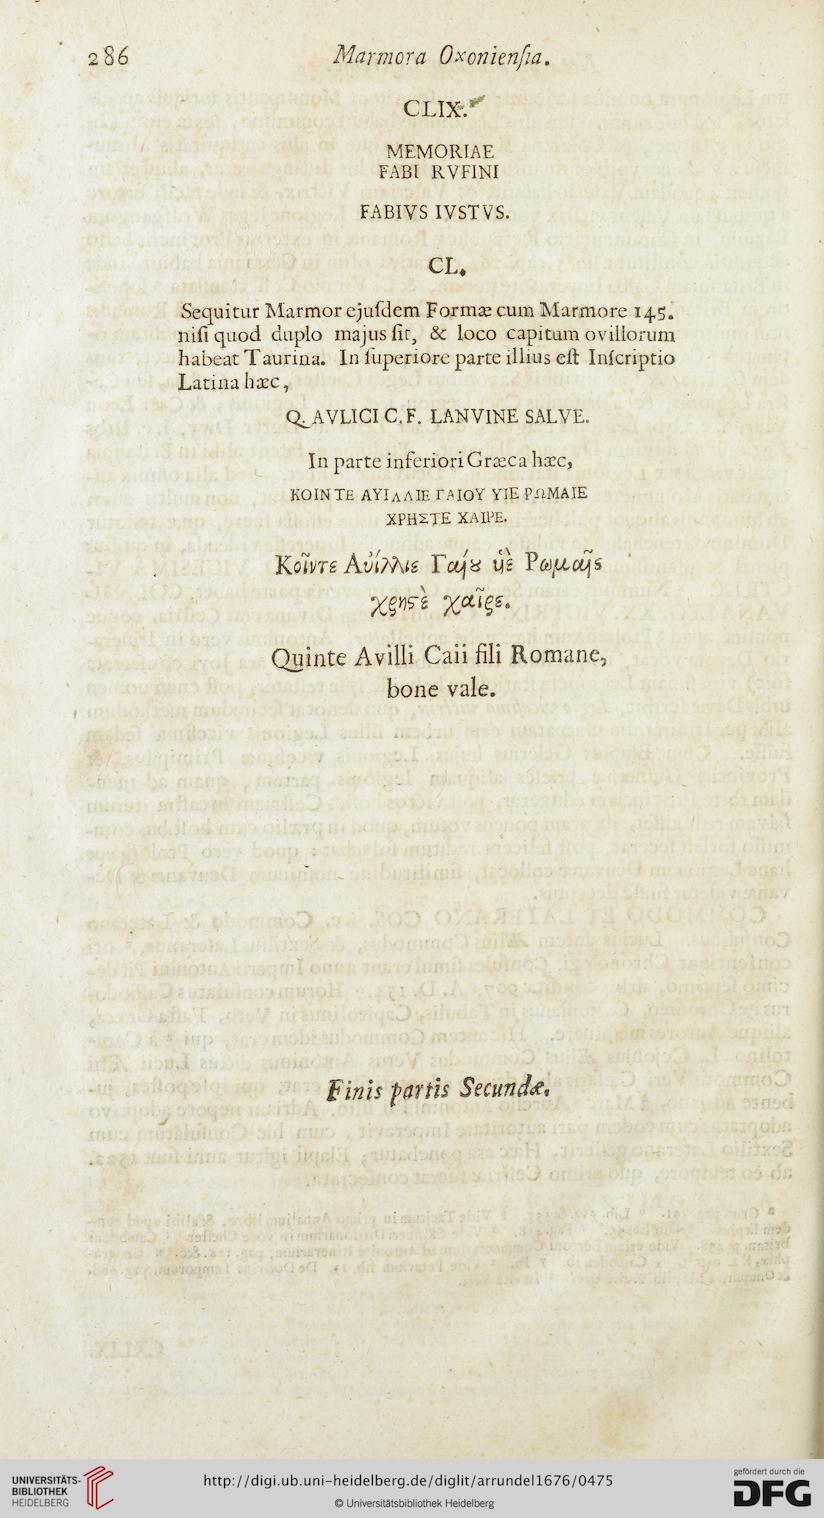 286 Marmora Oxonienſia.
CLIX.
MEMORIAE
FABI RVFINI
FABIVS IVSTVS.
CL.
Sequitur Marmor ejuſdem Formæ cum Marmore 145.
niſi quod duplo majus ſit, & loco capitum ovillorum
habeat Taurina. In ſuperiore parte illius eſt Inſcriptio
Latina hæc,
Q. AVLICI C. F. LANVINE SALVE.
In parte inferiori Græca hæc,
ΚΟΙΝΤΕ ΑΥΙΛΛΙΕ ΓΑΙΟΥ ΥΙΕ ΡΩΜΑΙΕ
ΧΡΗΣΤΕ ΧΑΙΡΕ.
Κοῖντε Αὐίλλιε Γαίȣ ὑὲ Ρωμαῖε
χρηϛὲ χαῖρε.
Quinte Avilli Caii fili Romane,
bone vale.
Finis partis Secundæ.
UNIVERSITÄTS-
BIBLIOTHEK
HEIDELBERG
http://digi.ub.uni-heidelberg.de/diglit/arrundel1676/0475
© Universitätsbibliothek Heidelberg
gefördert durch die
DFG